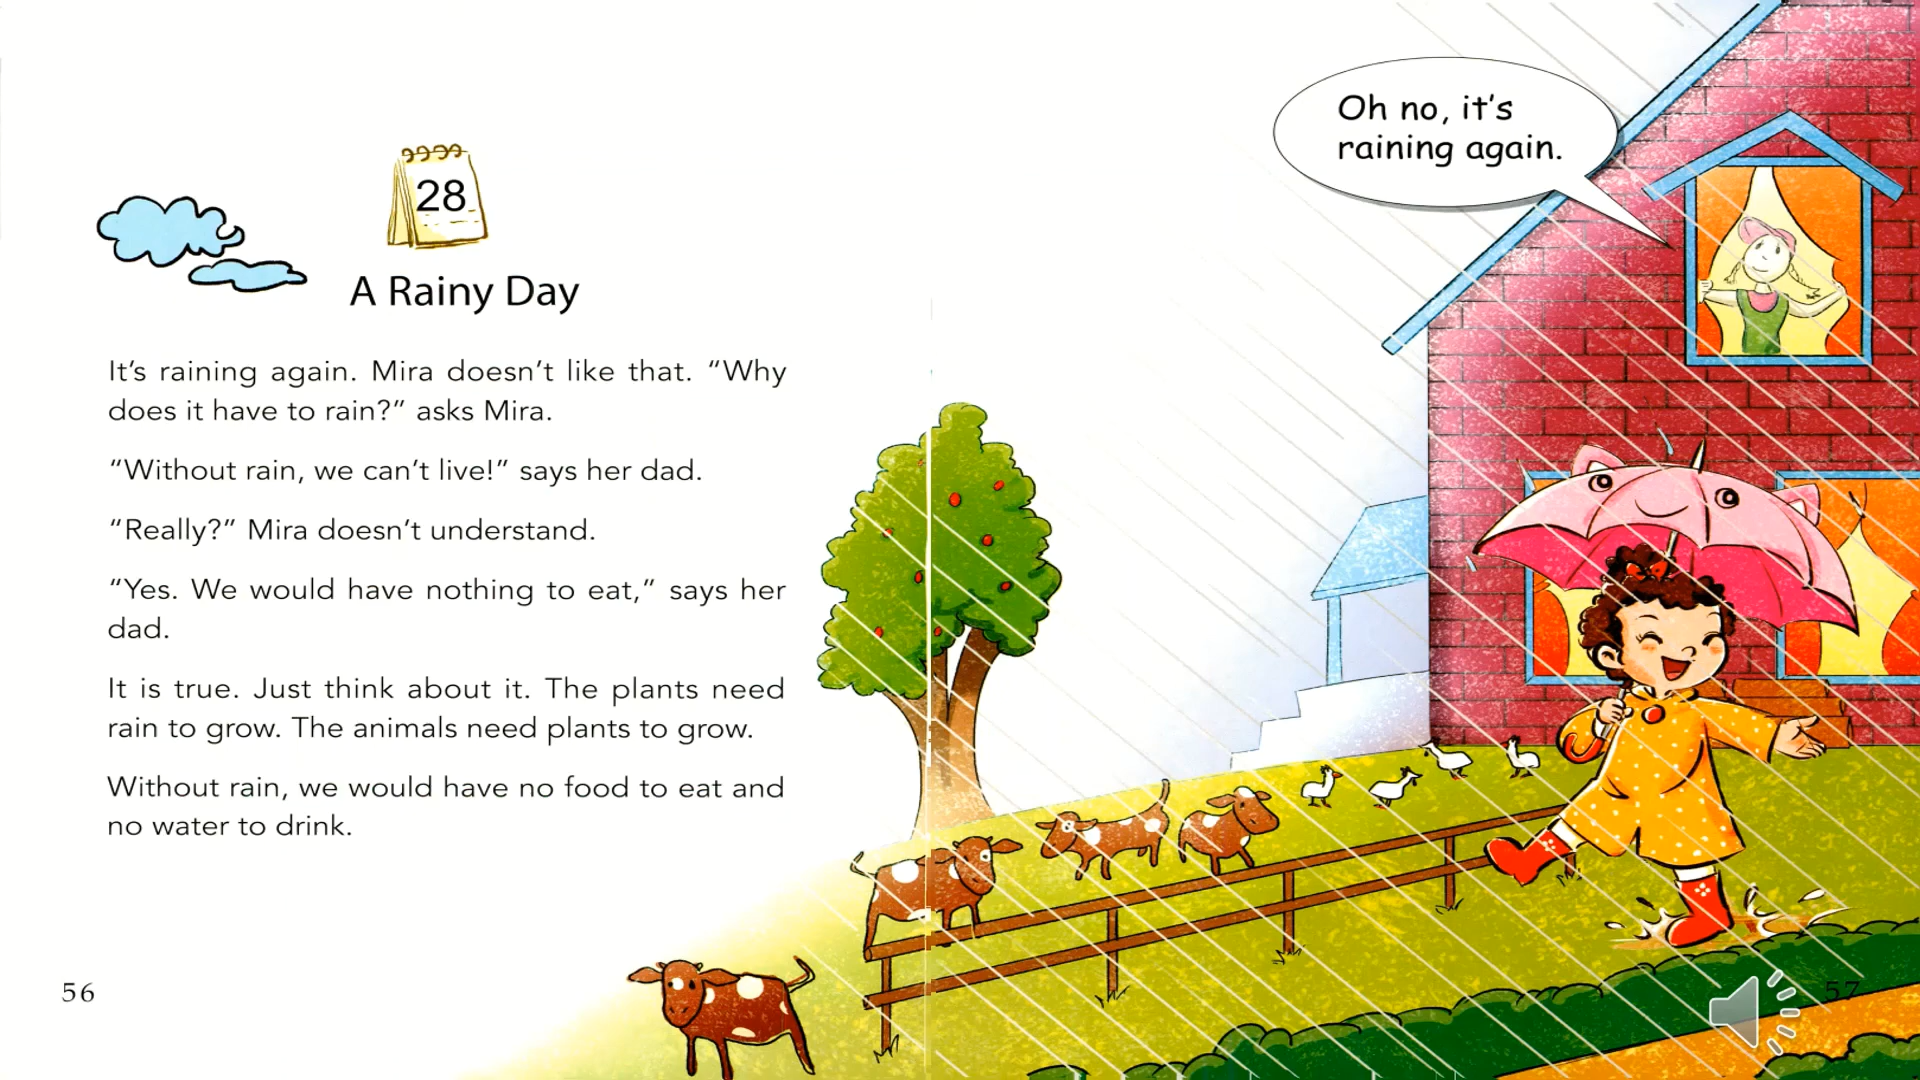 28
A Rainy Day
It's raining again. Mira doesn't like that. “Why
does it have to rain?” asks Mira.
“Without rain, we can't live!” says her dad.
“Really?” Mira doesn't understand.
“Yes. We would have nothing to eat,” says her
dad.
It is true. Just think about it. The plants need
rain to grow. The animals need plants to grow.
Without rain, we would have no food to eat and
no water to drink.
56
Oh no, it's
raining again.
57